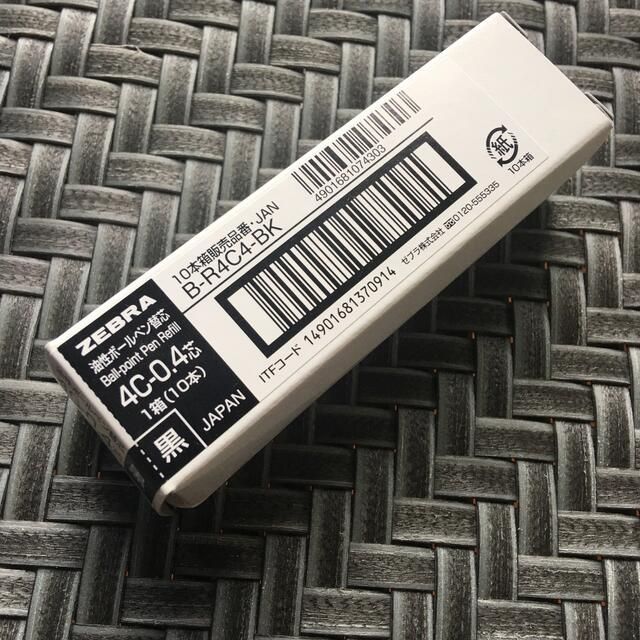 ZEBRA
油性ボールペン替芯
Ball-point Pen Refill
4C-0.4芯
1箱(10本)
黒
JAPAN
10本箱販売品番・JAN
B-R4C4-BK
4901681074303
ITFコード 14901681370914
ゼブラ株式会社 0120-555335
紙
10本箱